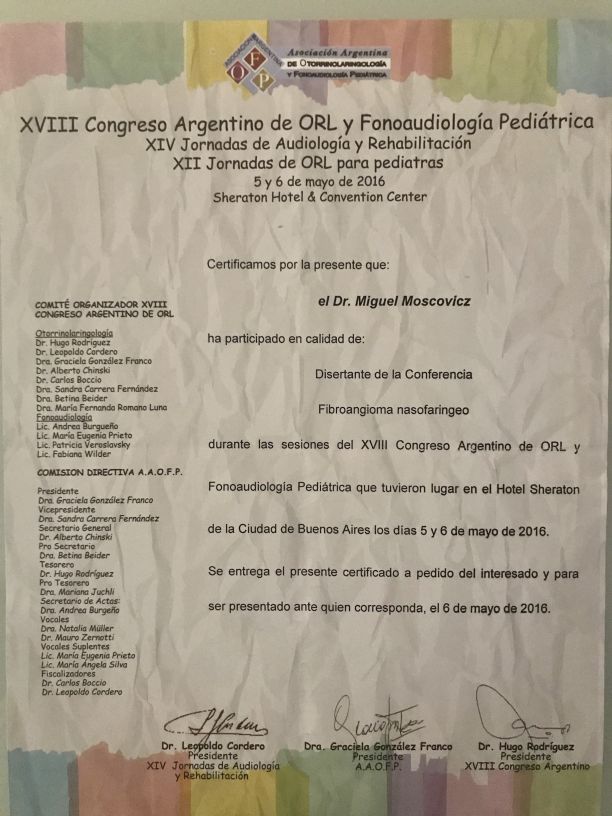 ASOCIACION ARGENTINA
OFP
Asociación Argentina
DE OTORRINOLARINGOLOGÍA
Y FONOAUDIOLOGÍA PEDIÁTRICA
XVIII Congreso Argentino de ORL y Fonoaudiología Pediátrica
XIV Jornadas de Audiología y Rehabilitación
XII Jornadas de ORL para pediatras
5 y 6 de mayo de 2016
Sheraton Hotel & Convention Center
Certificamos por la presente que:
el Dr. Miguel Moscovicz
ha participado en calidad de:
Disertante de la Conferencia
Fibroangioma nasofaringeo
durante las sesiones del XVIII Congreso Argentino de ORL y
Fonoaudiología Pediátrica que tuvieron lugar en el Hotel Sheraton
de la Ciudad de Buenos Aires los días 5 y 6 de mayo de 2016.
Se entrega el presente certificado a pedido del interesado y para
ser presentado ante quien corresponda, el 6 de mayo de 2016.
COMITÉ ORGANIZADOR XVIII
CONGRESO ARGENTINO DE ORL
Otorrinolaringología
Dr. Hugo Rodríguez
Dr. Leopoldo Cordero
Dra. Graciela González Franco
Dr. Alberto Chinski
Dr. Carlos Boccio
Dra. Sandra Carrera Fernández
Dra. Betina Beider
Dra. María Fernanda Romano Luna
Fonoaudiología
Lic. Andrea Burgueño
Lic. María Eugenia Prieto
Lic. Patricia Veroslavsky
Lic. Fabiana Wilder
COMISION DIRECTIVA A.A.O.F.P.
Presidente
Dra. Graciela González Franco
Vicepresidente
Dra. Sandra Carrera Fernández
Secretario General
Dr. Alberto Chinski
Pro Secretario
Dra. Betina Beider
Tesorero
Dr. Hugo Rodríguez
Pro Tesorero
Dra. Mariana Juchli
Secretario de Actas:
Dra. Andrea Burgeño
Vocales
Dra. Natalia Müller
Dr. Mauro Zernotti
Vocales Suplentes
Lic. María Eugenia Prieto
Lic. María Angela Silva
Fiscalizadores
Dr. Carlos Boccio
Dr. Leopoldo Cordero
Dr. Leopoldo Cordero
Presidente
XIV Jornadas de Audiología
y Rehabilitación
Dra. Graciela González Franco
Presidente
A.A.O.F.P.
Dr. Hugo Rodríguez
Presidente
XVIII Congreso Argentino